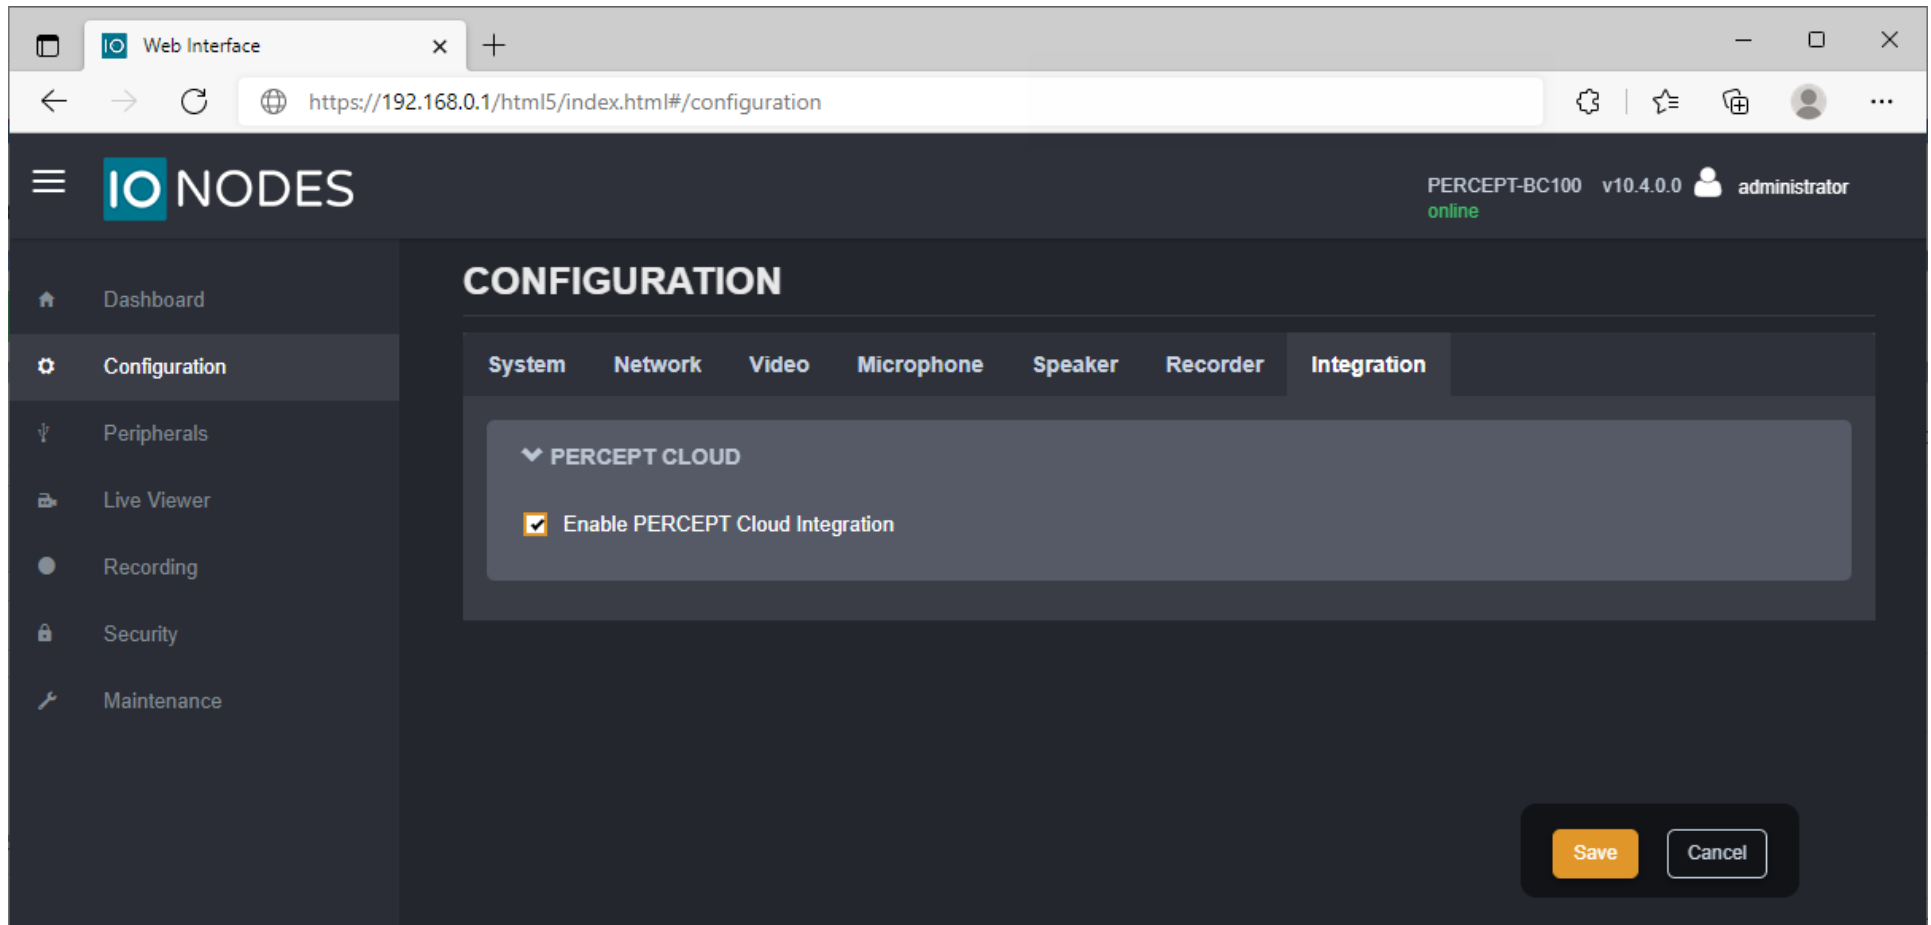 Web Interface
https://192.168.0.1/html5/index.html#/configuration
IO NODES
PERCEPT-BC100 v10.4.0.0 administrator
online
CONFIGURATION
Dashboard
Configuration
Peripherals
Live Viewer
Recording
Security
Maintenance
System Network Video Microphone Speaker Recorder Integration
PERCEPT CLOUD
Enable PERCEPT Cloud Integration
Save Cancel